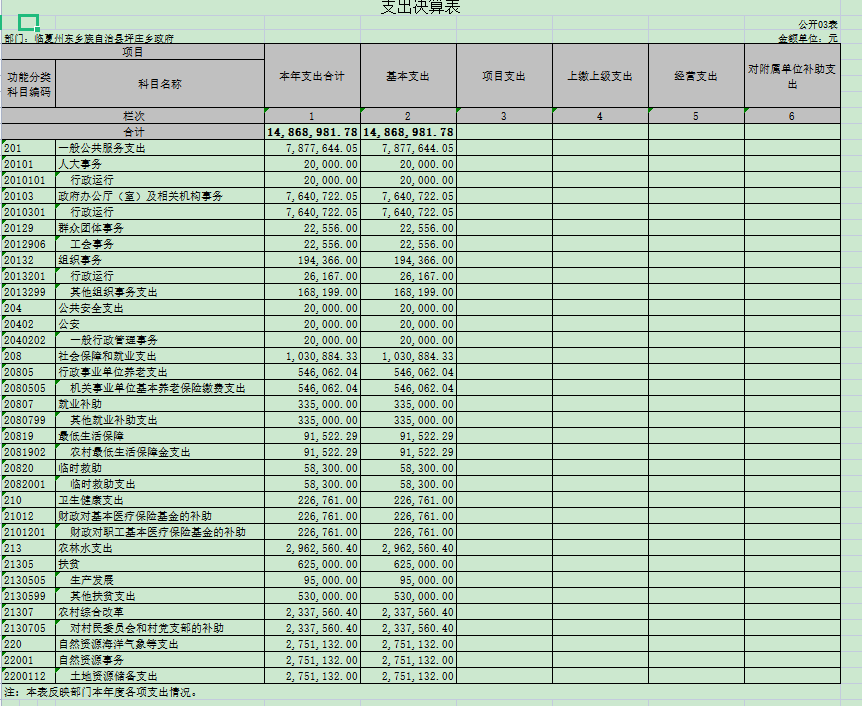 支出决算表
公开03表
部门：临夏州东乡族自治县坪庄乡政府 金额单位：元
项目 本年支出合计 基本支出 项目支出 上缴上级支出 经营支出 对附属单位补助支出
功能分类科目编码 科目名称
栏次 1 2 3 4 5 6
合计 14,868,981.78 14,868,981.78
201 一般公共服务支出 7,877,644.05 7,877,644.05
20101 人大事务 20,000.00 20,000.00
2010101 行政运行 20,000.00 20,000.00
20103 政府办公厅（室）及相关机构事务 7,640,722.05 7,640,722.05
2010301 行政运行 7,640,722.05 7,640,722.05
20129 群众团体事务 22,556.00 22,556.00
2012906 工会事务 22,556.00 22,556.00
20132 组织事务 194,366.00 194,366.00
2013201 行政运行 26,167.00 26,167.00
2013299 其他组织事务支出 168,199.00 168,199.00
204 公共安全支出 20,000.00 20,000.00
20402 公安 20,000.00 20,000.00
2040202 一般行政管理事务 20,000.00 20,000.00
208 社会保障和就业支出 1,030,884.33 1,030,884.33
20805 行政事业单位养老支出 546,062.04 546,062.04
2080505 机关事业单位基本养老保险缴费支出 546,062.04 546,062.04
20807 就业补助 335,000.00 335,000.00
2080799 其他就业补助支出 335,000.00 335,000.00
20819 最低生活保障 91,522.29 91,522.29
2081902 农村最低生活保障金支出 91,522.29 91,522.29
20820 临时救助 58,300.00 58,300.00
2082001 临时救助支出 58,300.00 58,300.00
210 卫生健康支出 226,761.00 226,761.00
21012 财政对基本医疗保险基金的补助 226,761.00 226,761.00
2101201 财政对职工基本医疗保险基金的补助 226,761.00 226,761.00
213 农林水支出 2,962,560.40 2,962,560.40
21305 扶贫 625,000.00 625,000.00
2130505 生产发展 95,000.00 95,000.00
2130599 其他扶贫支出 530,000.00 530,000.00
21307 农村综合改革 2,337,560.40 2,337,560.40
2130705 对村民委员会和村党支部的补助 2,337,560.40 2,337,560.40
220 自然资源海洋气象等支出 2,751,132.00 2,751,132.00
22001 自然资源事务 2,751,132.00 2,751,132.00
2200112 土地资源储备支出 2,751,132.00 2,751,132.00
注：本表反映部门本年度各项支出情况。